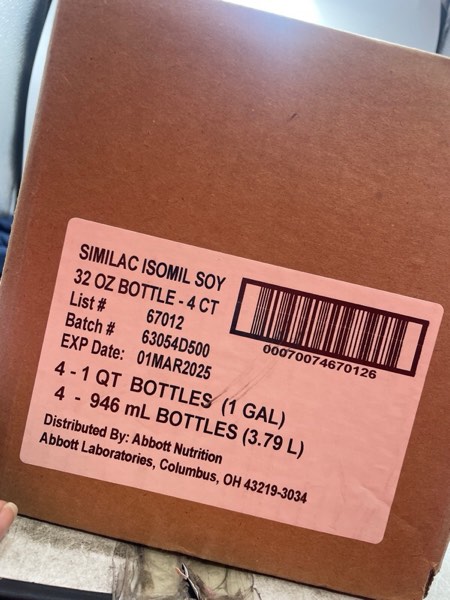 SIMILAC ISOMIL SOY
32 OZ BOTTLE - 4 CT
List # 67012
Batch # 63054D500
EXP Date: 01MAR2025
00070074670126
4 - 1 QT BOTTLES (1 GAL)
4 - 946 mL BOTTLES (3.79 L)
Distributed By: Abbott Nutrition
Abbott Laboratories, Columbus, OH 43219-3034